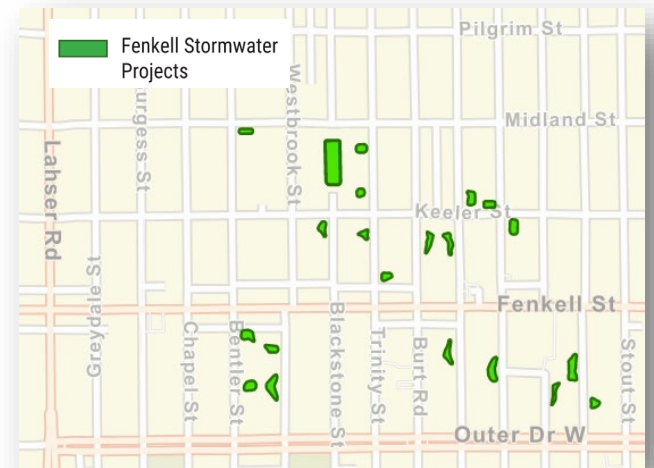 Fenkell Stormwater
Projects
Pilgrim St
Midland St
Keeler St
Fenkell St
Outer Dr W
Lahser Rd
Greydale St
urgess St
Chapel St
Bentler St
Westbrook St
Blackstone St
Trinity St
Burt Rd
Stout St